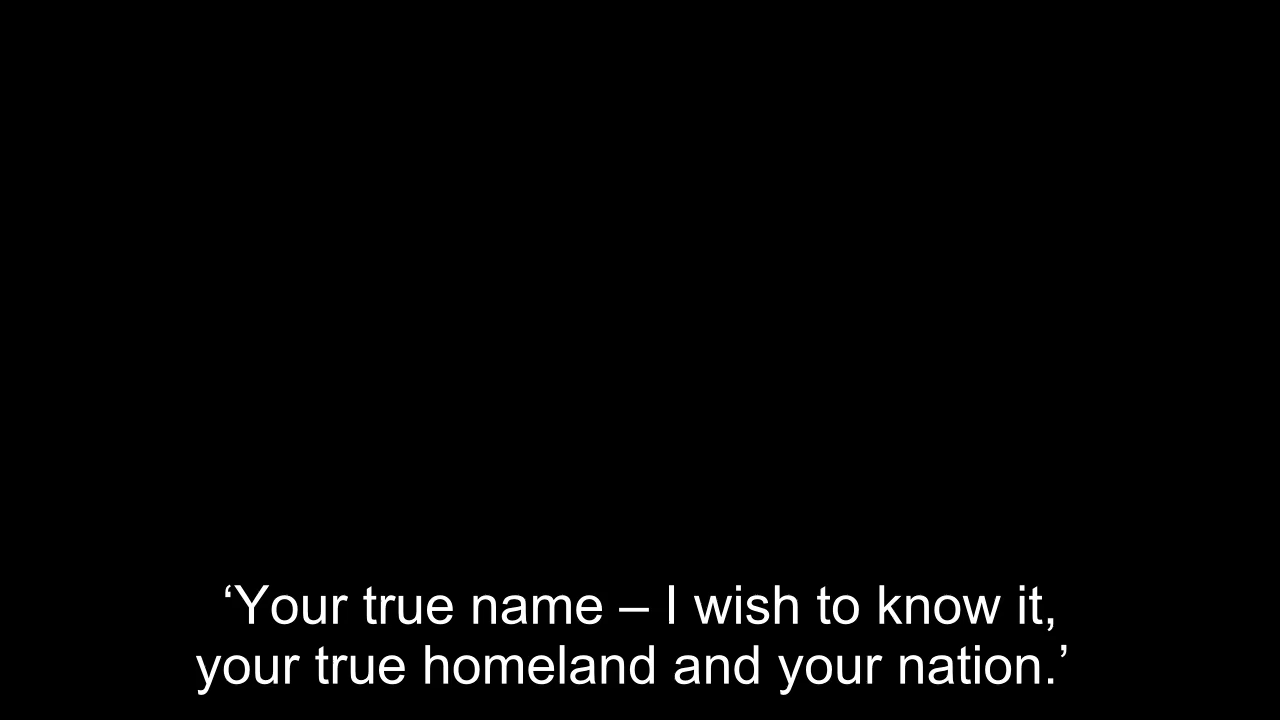 ‘Your true name – I wish to know it,
your true homeland and your nation.’